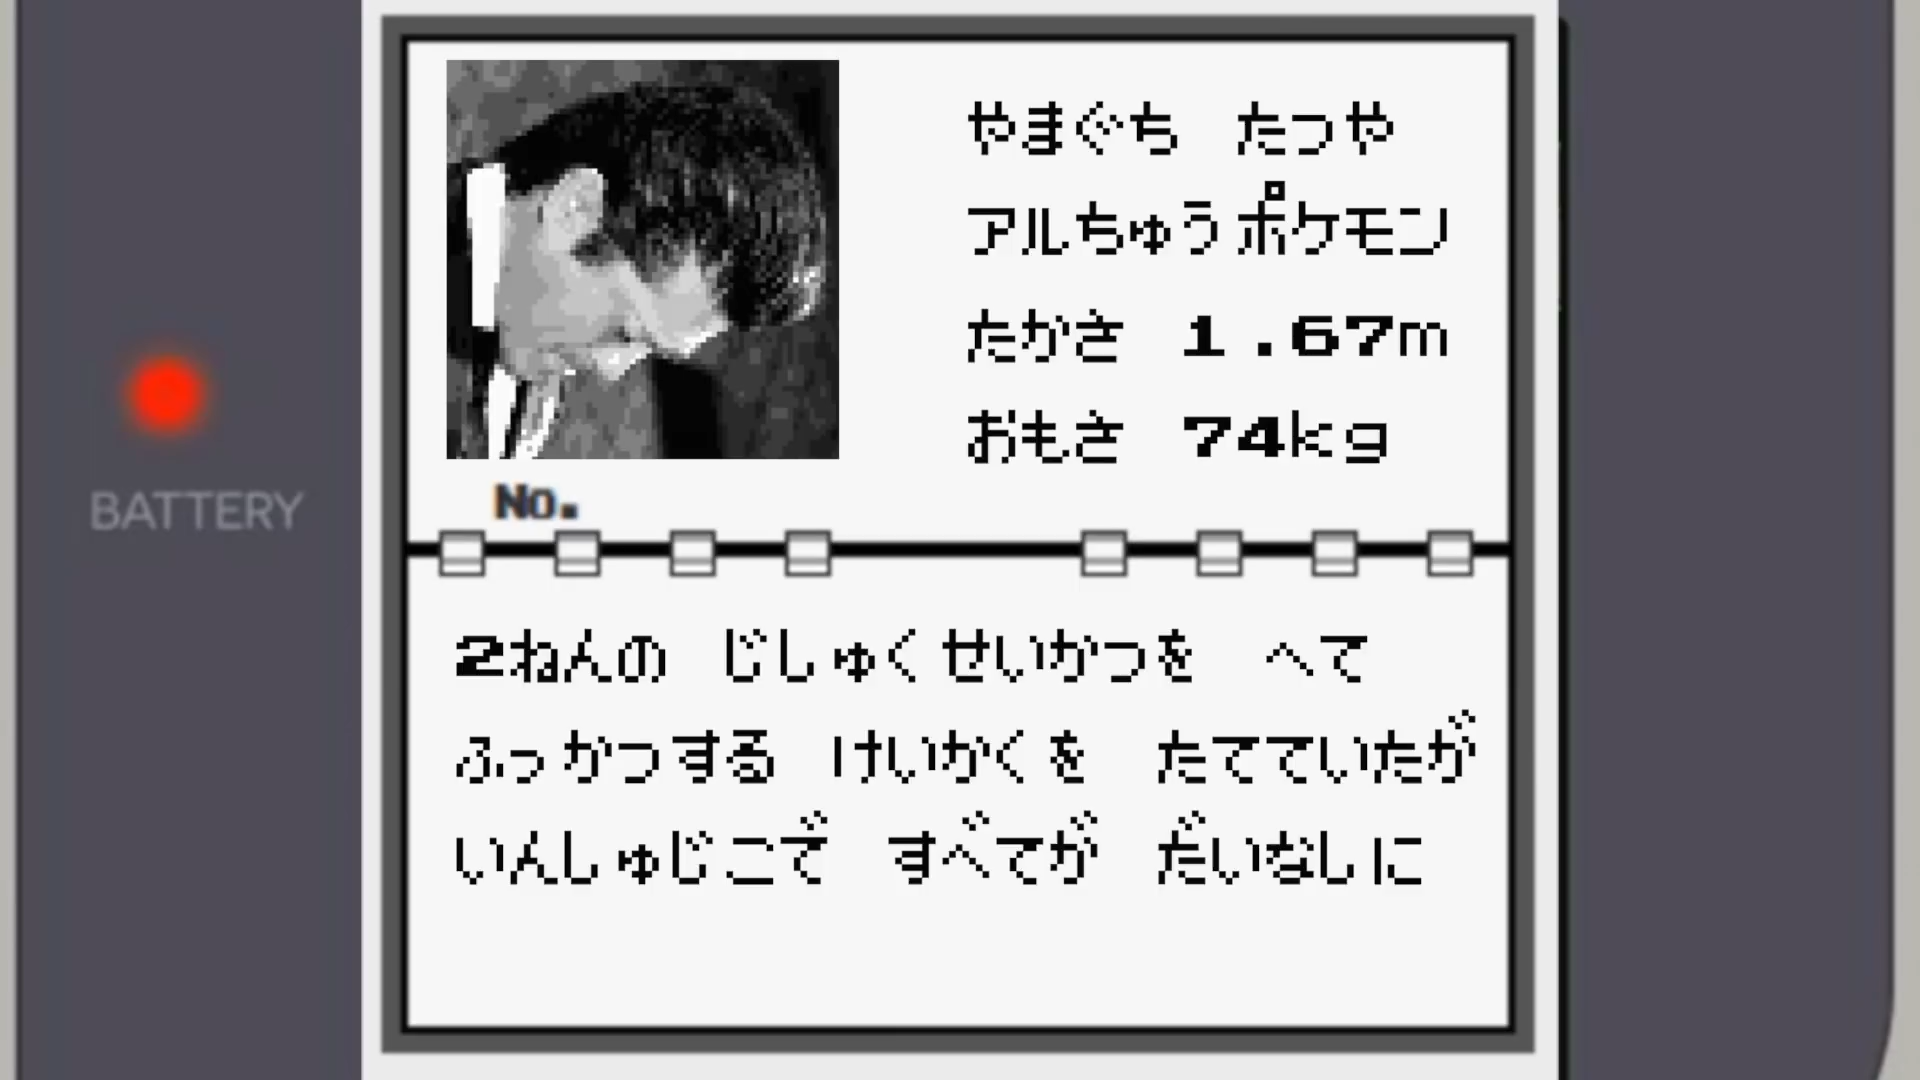 やまぐち たつや
アルちゅうポケモン
たかさ 1.67m
おもさ 74kg
No.
BATTERY
2ねんの じしゅくせいかつを へて
ふっかつする けいかくを たてていたが
いんしゅじこで すべてが だいなしに